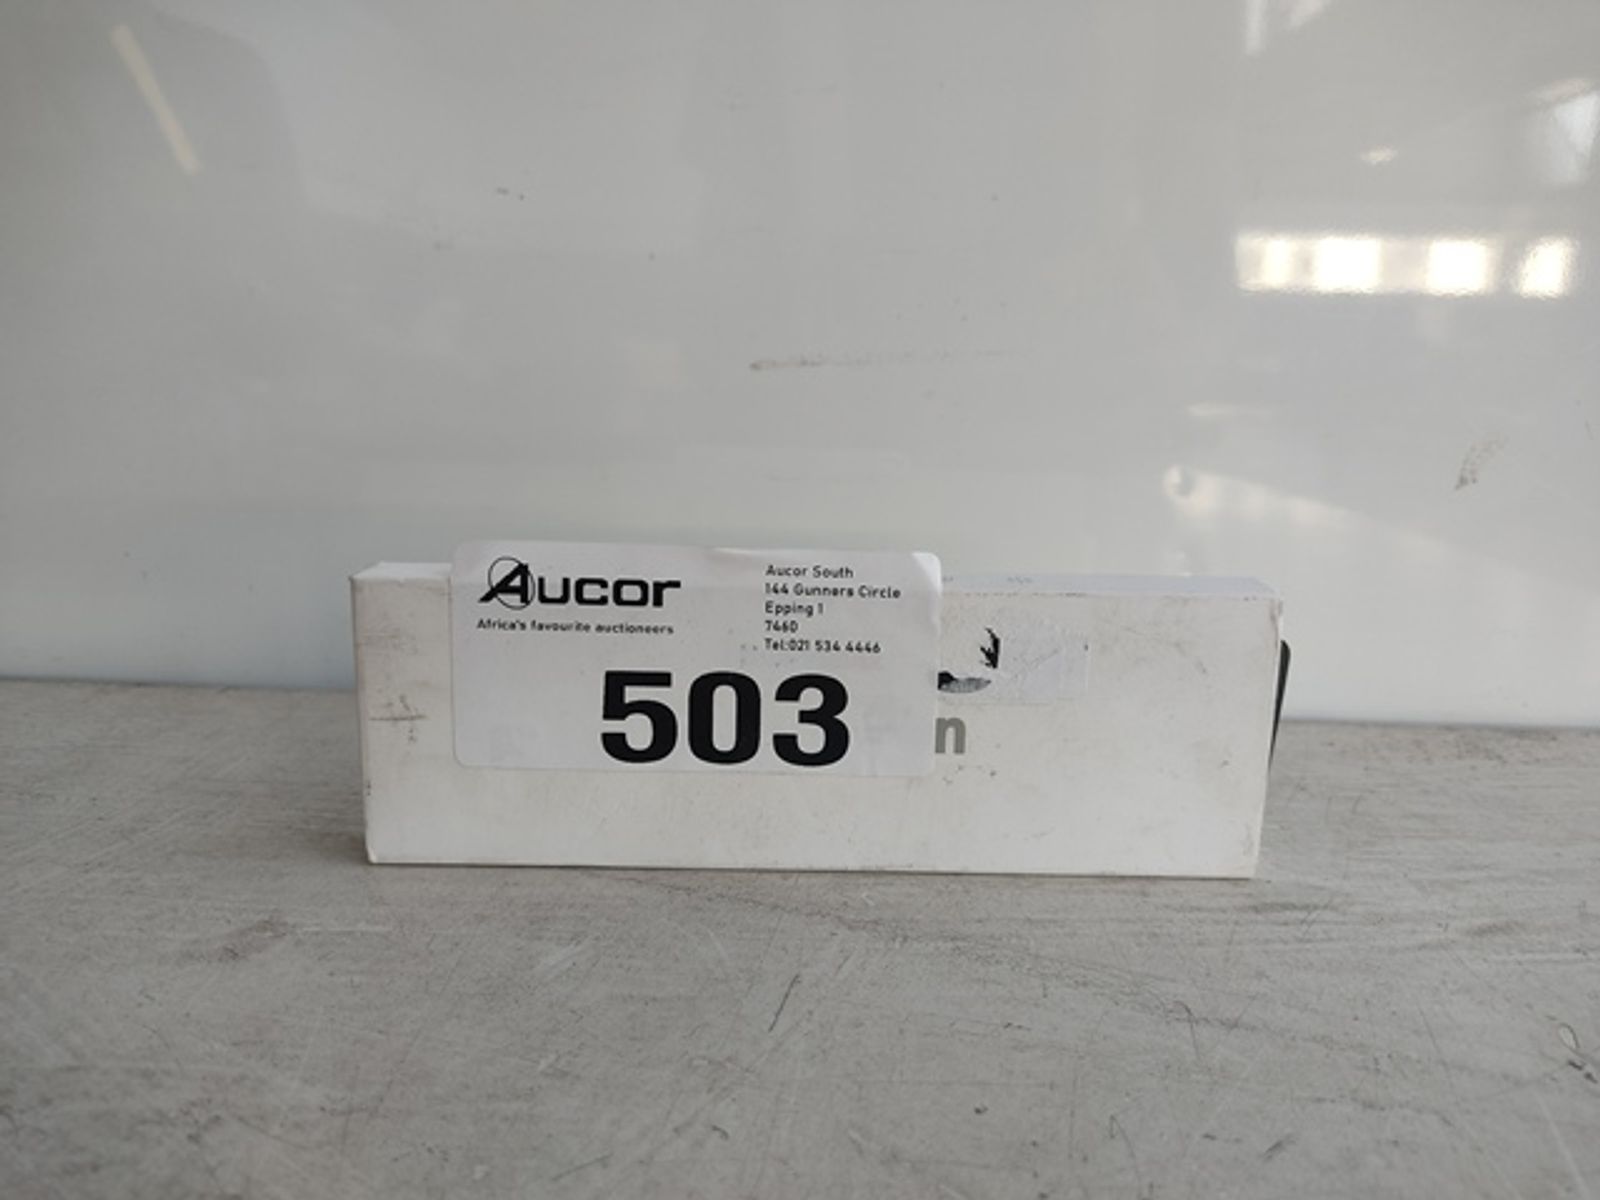 Aucor
Africa's favourite auctioneers
Aucor South
144 Gunners Circle
Epping 1
7460
Tel:021 534 4446
503
n